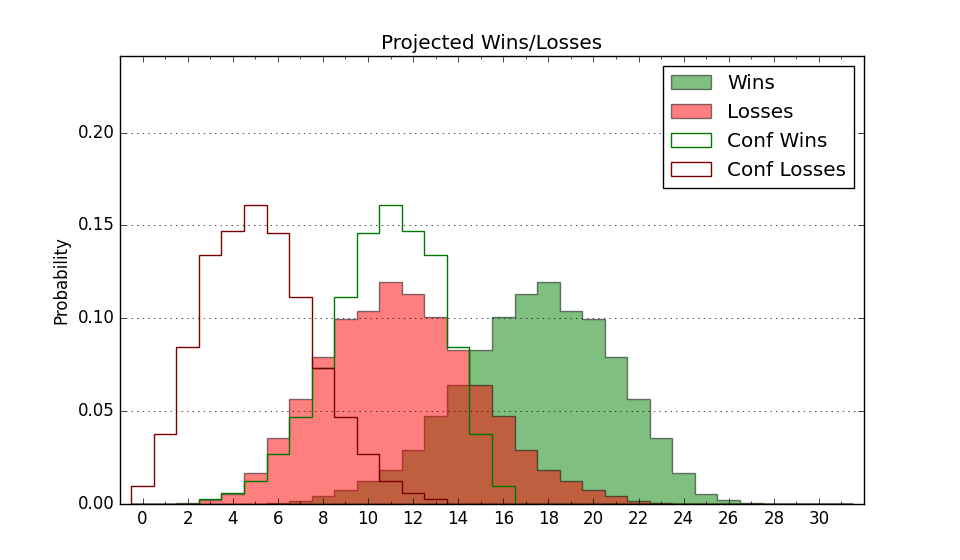 Projected Wins/Losses
Wins
Losses
Conf Wins
Conf Losses
Probability
0.20
0.15
0.10
0.05
0.00
0 2 4 6 8 10 12 14 16 18 20 22 24 26 28 30